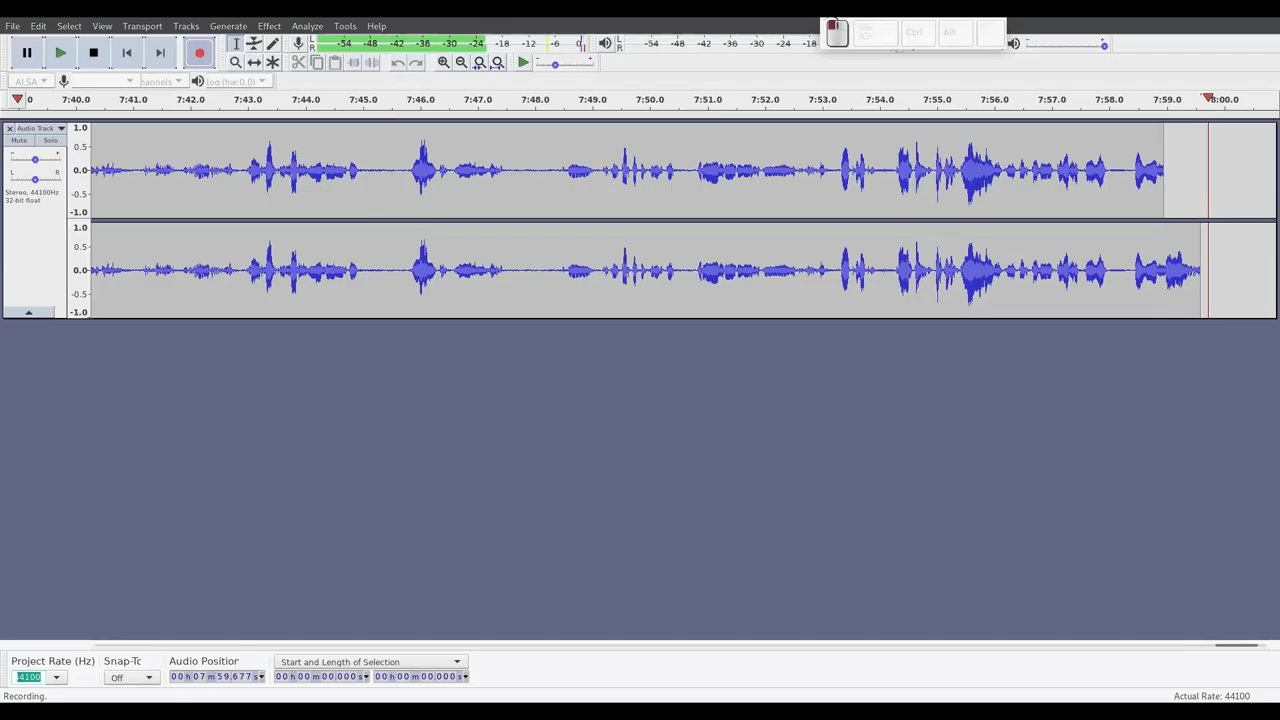 File Edit Select View Transport Tracks Generate Effect Analyze Tools Help
L R -54 -48 -42 -36 -30 -24 -18 -12 -6 0 L R -54 -48 -42 -36 -30 -24 -18
Ctrl Alt
- +
- +
ALSA hannels (hw:0,0)
0 7:40.0 7:41.0 7:42.0 7:43.0 7:44.0 7:45.0 7:46.0 7:47.0 7:48.0 7:49.0 7:50.0 7:51.0 7:52.0 7:53.0 7:54.0 7:55.0 7:56.0 7:57.0 7:58.0 7:59.0 8:00.0
Audio Track
Mute Solo
- +
L R
Stereo, 44100Hz
32-bit float
1.0
0.5
0.0
-0.5
-1.0
1.0
0.5
0.0
-0.5
-1.0
Project Rate (Hz) Snap-Tc Audio Position Start and Length of Selection
44100 Off 00 h 07 m 59.677 s 00 h 00 m 00.000 s 00 h 00 m 00.000 s
Recording. Actual Rate: 44100